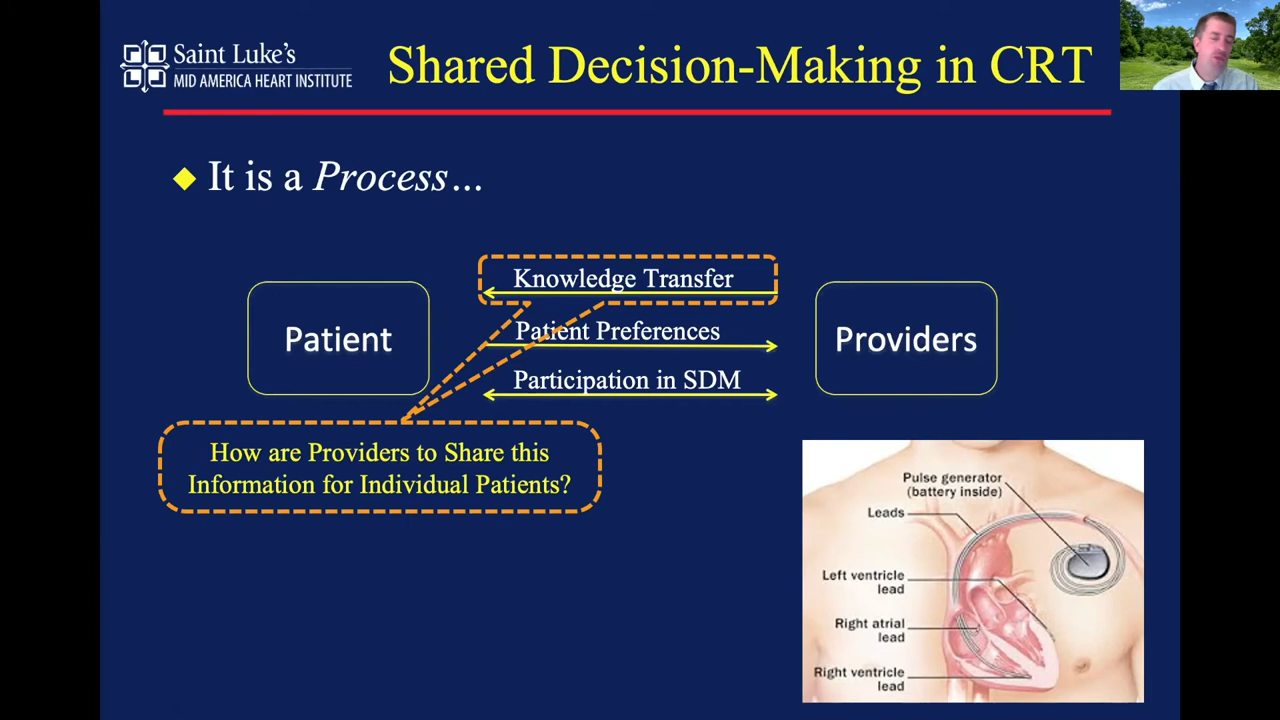 Saint Luke's
MID AMERICA HEART INSTITUTE
Shared Decision-Making in CRT
It is a Process...
Knowledge Transfer
Patient
Patient Preferences
Providers
Participation in SDM
How are Providers to Share this
Information for Individual Patients?
Pulse generator
(battery inside)
Leads
Left ventricle
lead
Right atrial
lead
Right ventricle
lead